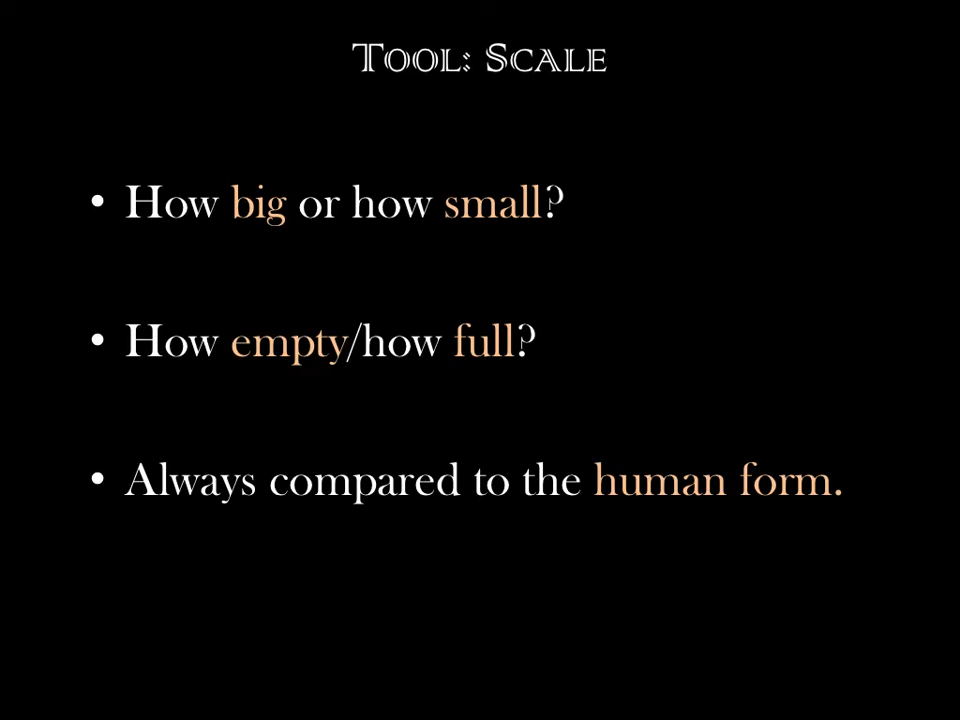 TOOL: SCALE
• How big or how small?
• How empty/how full?
• Always compared to the human form.